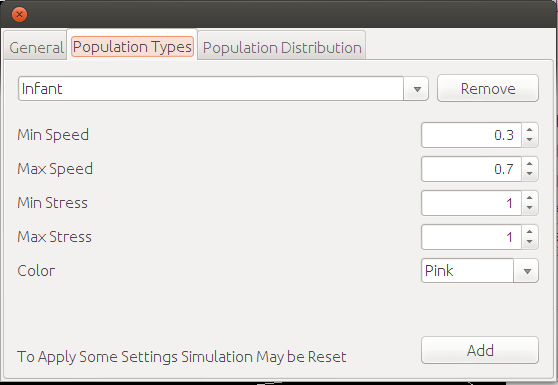 General Population Types Population Distribution
Infant Remove
Min Speed 0.3
Max Speed 0.7
Min Stress 1
Max Stress 1
Color Pink
To Apply Some Settings Simulation May be Reset Add